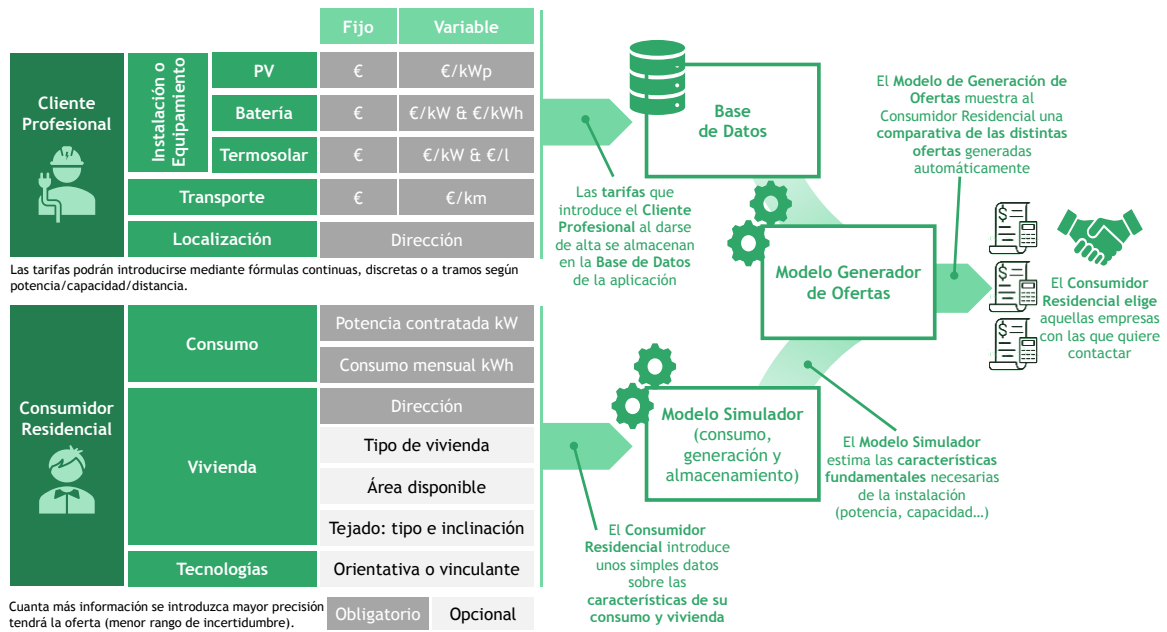 Fijo
Variable
Cliente
Profesional
Instalación o
Equipamiento
PV
€
€/kWp
Batería
€
€/kW & €/kWh
Termosolar
€
€/kW & €/l
Transporte
€
€/km
Localización
Dirección
Las tarifas podrán introducirse mediante fórmulas continuas, discretas o a tramos según
potencia/capacidad/distancia.
Consumidor
Residencial
Consumo
Potencia contratada kW
Consumo mensual kWh
Vivienda
Dirección
Tipo de vivienda
Área disponible
Tejado: tipo e inclinación
Tecnologías
Orientativa o vinculante
Cuanta más información se introduzca mayor precisión
tendrá la oferta (menor rango de incertidumbre).
Obligatorio
Opcional
Base
de Datos
Las tarifas que
introduce el Cliente
Profesional al darse
de alta se almacenan
en la Base de Datos
de la aplicación
Modelo Generador
de Ofertas
El Modelo de Generación de
Ofertas muestra al
Consumidor Residencial una
comparativa de las distintas
ofertas generadas
automáticamente
El Consumidor
Residencial elige
aquellas empresas
con las que quiere
contactar
Modelo Simulador
(consumo,
generación y
almacenamiento)
El Modelo Simulador
estima las características
fundamentales necesarias
de la instalación
(potencia, capacidad…)
El Consumidor
Residencial introduce
unos simples datos
sobre las
características de su
consumo y vivienda